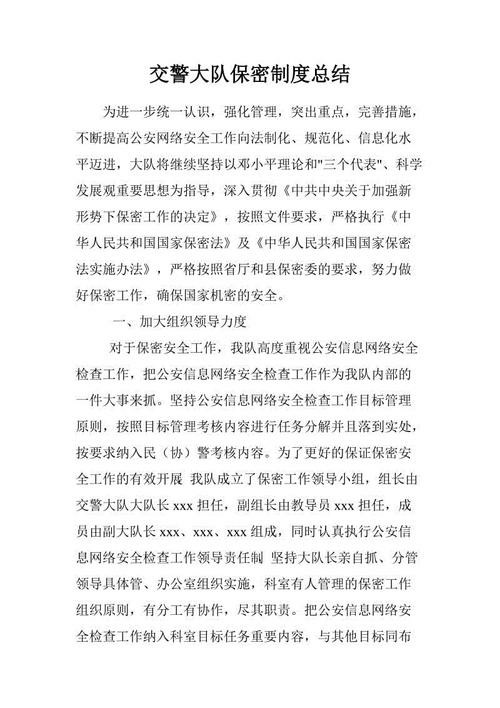 交警大队保密制度总结
为进一步统一认识，强化管理，突出重点，完善措施，
不断提高公安网络安全工作向法制化、规范化、信息化水
平迈进，大队将继续坚持以邓小平理论和"三个代表"、科学
发展观重要思想为指导，深入贯彻《中共中央关于加强新
形势下保密工作的决定》，按照文件要求，严格执行《中
华人民共和国国家保密法》及《中华人民共和国国家保密
法实施办法》，严格按照省厅和县保密委的要求，努力做
好保密工作，确保国家机密的安全。
一、加大组织领导力度
对于保密安全工作，我队高度重视公安信息网络安全
检查工作，把公安信息网络安全检查工作作为我队内部的
一件大事来抓。坚持公安信息网络安全检查工作目标管理
原则，按照目标管理考核内容进行任务分解并且落到实处，
按要求纳入民（协）警考核内容。为了更好的保证保密安
全工作的有效开展，我队成立了保密工作领导小组，组长由
交警大队大队长 xxx 担任，副组长由教导员 xxx 担任，成
员由副大队长 xxx、xxx、xxx 组成，同时认真执行公安信
息网络安全检查工作领导责任制，坚持大队长亲自抓、分管
领导具体管、办公室组织实施，科室有人管理的保密工作
组织原则，有分工有协作，尽其职责。把公安信息网络安
全检查工作纳入科室目标任务重要内容，与其他目标同布